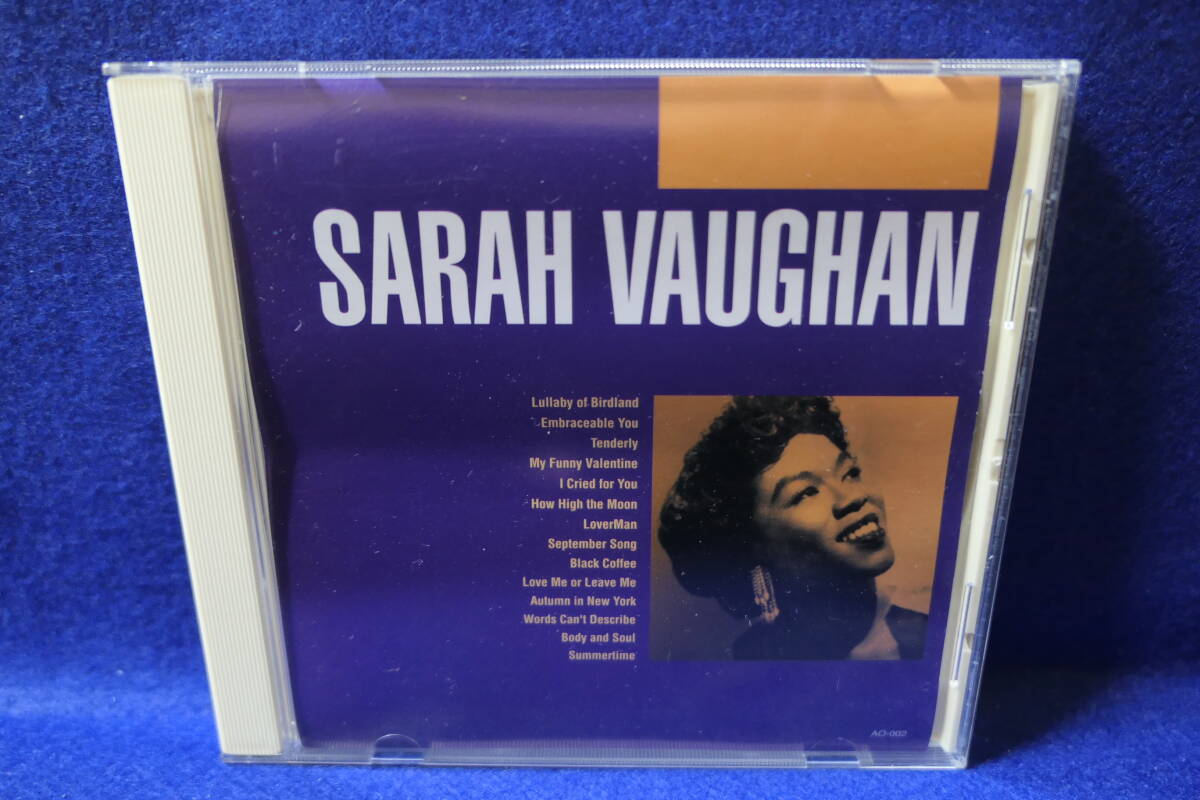 SARAH VAUGHAN
Lullaby of Birdland
Embraceable You
Tenderly
My Funny Valentine
I Cried for You
How High the Moon
LoverMan
September Song
Black Coffee
Love Me or Leave Me
Autumn in New York
Words Can't Describe
Body and Soul
Summertime
AO-002